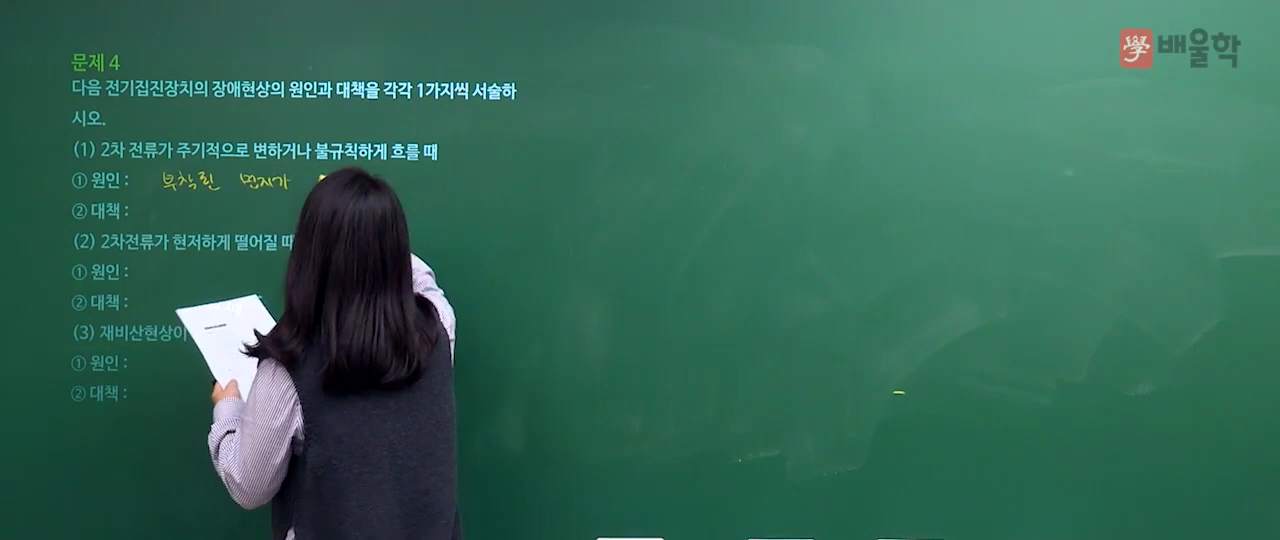 學 배울학
문제 4
다음 전기집진장치의 장애현상의 원인과 대책을 각각 1가지씩 서술하
시오.
(1) 2차 전류가 주기적으로 변하거나 불규칙하게 흐를 때
① 원인 : 부착된 먼지가
② 대책 :
(2) 2차전류가 현저하게 떨어질 때
① 원인 :
② 대책 :
(3) 재비산현상이
① 원인 :
② 대책 :